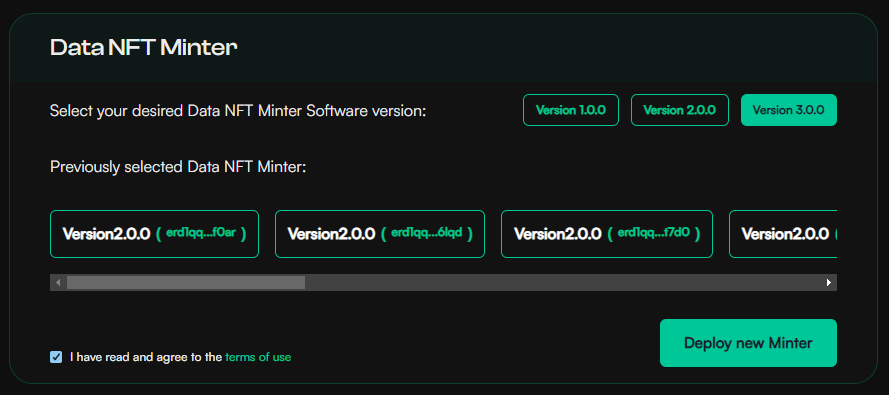 Data NFT Minter
Select your desired Data NFT Minter Software version:
Version 1.0.0
Version 2.0.0
Version 3.0.0
Previously selected Data NFT Minter:
Version2.0.0 ( erd1qq...f0ar )
Version2.0.0 ( erd1qq...6lqd )
Version2.0.0 ( erd1qq...t7d0 )
Version2.0.0 (
I have read and agree to the terms of use
Deploy new Minter